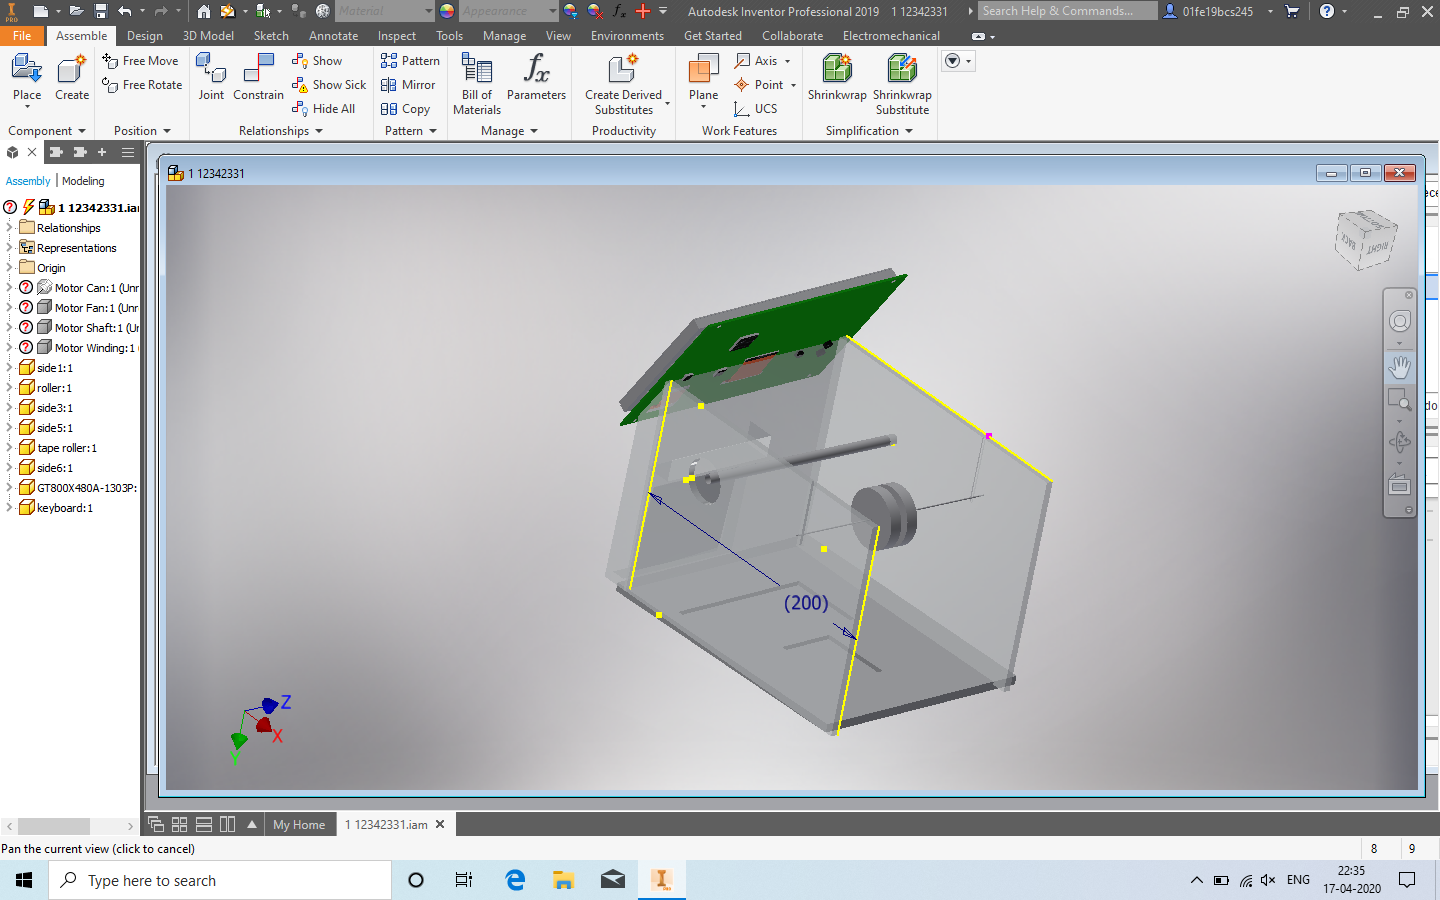 Material
Appearance
Autodesk Inventor Professional 2019   1 12342331
Search Help & Commands...
01fe19bcs245
File Assemble Design 3D Model Sketch Annotate Inspect Tools Manage View Environments Get Started Collaborate Electromechanical
Place
Create
Component
Free Move
Free Rotate
Position
Joint
Constrain
Show
Show Sick
Hide All
Relationships
Pattern
Mirror
Copy
Pattern
Bill of
Materials
fx
Parameters
Manage
Create Derived
Substitutes
Productivity
Plane
Axis
Point
UCS
Work Features
Shrinkwrap
Shrinkwrap
Substitute
Simplification
Assembly | Modeling
1 12342331.iam
Relationships
Representations
Origin
Motor Can:1 (Unr
Motor Fan:1 (Unr
Motor Shaft:1 (Ur
Motor Winding:1 (
side1:1
roller:1
side3:1
side5:1
tape roller:1
side6:1
GT800X480A-1303P:
keyboard:1
1 12342331
BACK
RIGHT
(200)
Z
X
Y
My Home
1 12342331.iam
Pan the current view (click to cancel)
8 9
Type here to search
ENG
22:35
17-04-2020